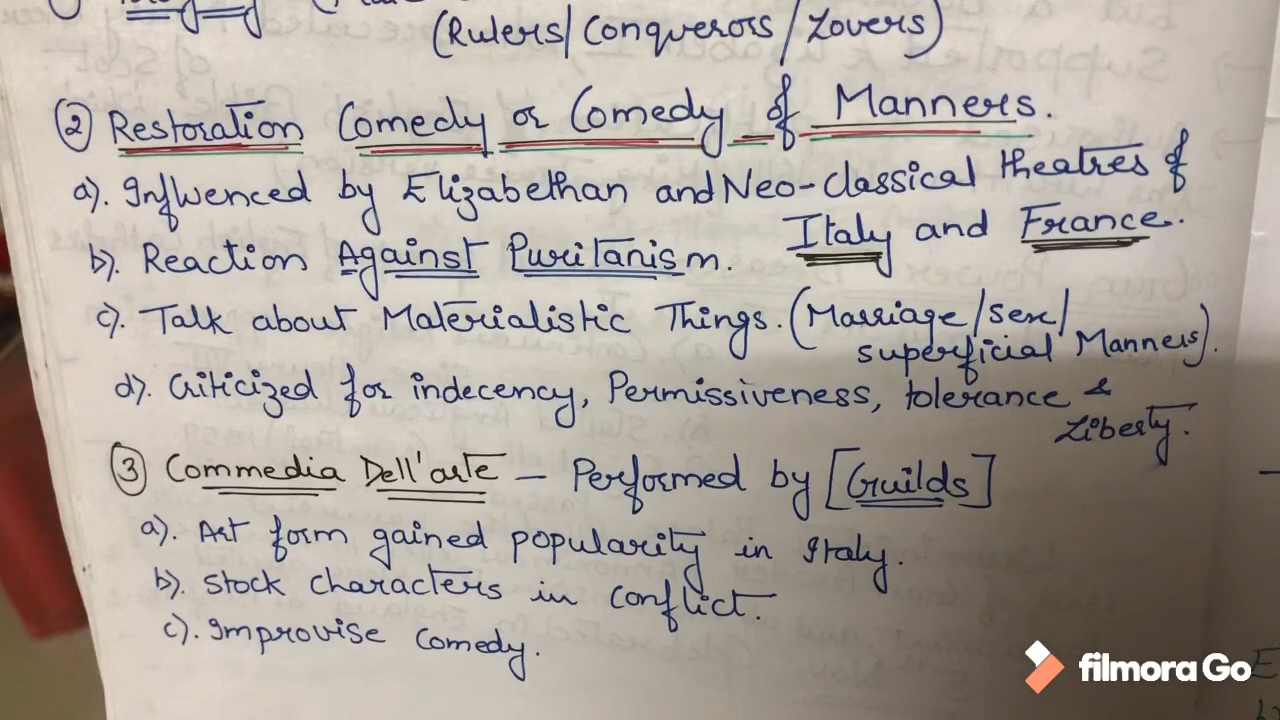 (Rulers/Conquerors/Lovers)
② Restoration Comedy or Comedy of Manners.
a). Influenced by Elizabethan and Neo-classical theatres of
Italy and France.
b). Reaction Against Puritanism.
c). Talk about Materialistic Things. (Marriage/Sex/
superficial Manners).
d). Criticized for indecency, Permissiveness, tolerance &
Liberty.
③ Commedia Dell'arte – Performed by [Guilds]
a). Art form gained popularity in Italy.
b). Stock characters in conflict.
c). Improvise Comedy.
filmora Go